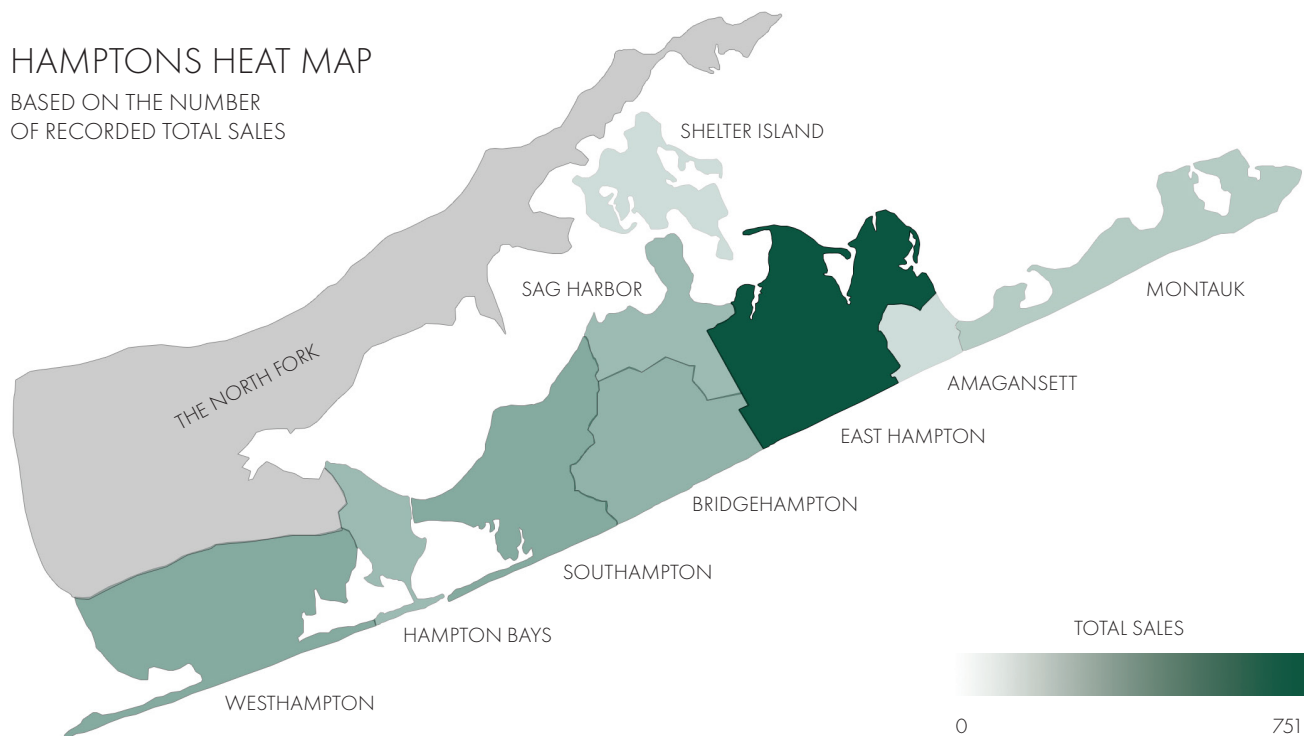 HAMPTONS HEAT MAP
BASED ON THE NUMBER
OF RECORDED TOTAL SALES
SHELTER ISLAND
SAG HARBOR
MONTAUK
THE NORTH FORK
AMAGANSETT
EAST HAMPTON
BRIDGEHAMPTON
SOUTHAMPTON
HAMPTON BAYS
WESTHAMPTON
TOTAL SALES
0 751